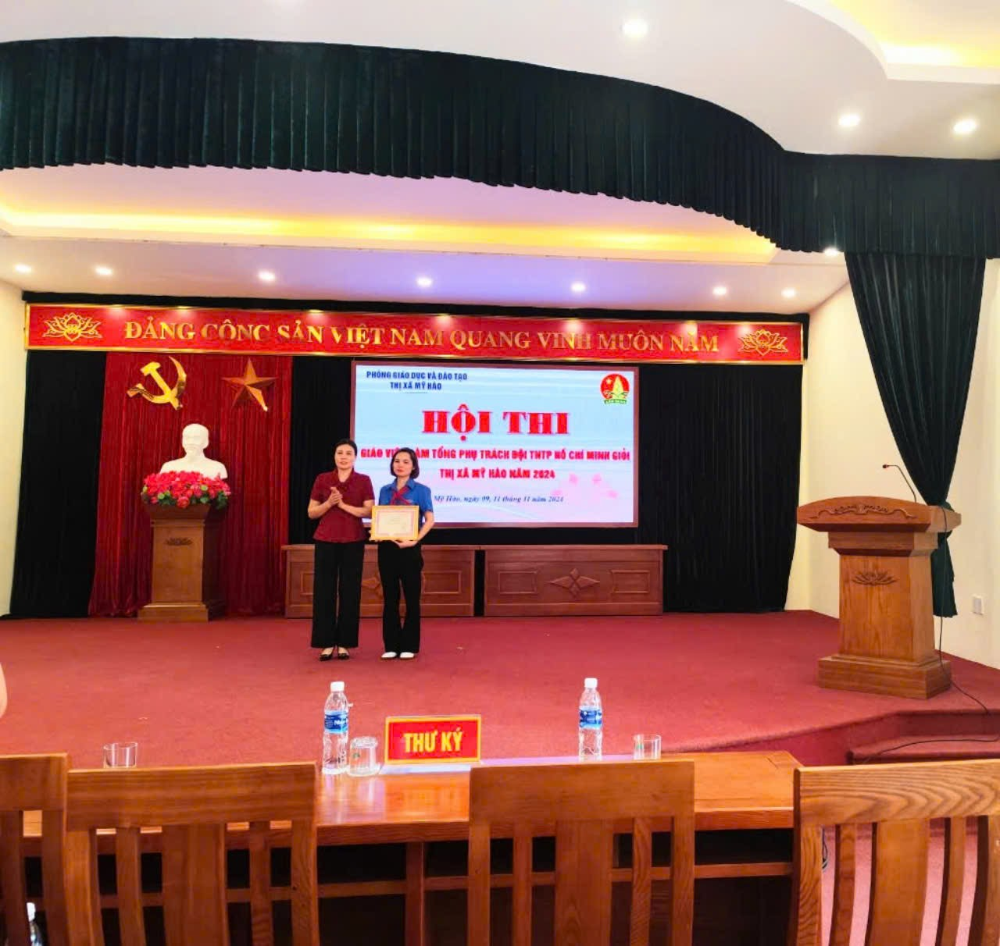 ĐẢNG CỘNG SẢN VIỆT NAM QUANG VINH MUÔN NĂM
PHÒNG GIÁO DỤC VÀ ĐÀO TẠO
THỊ XÃ MỸ HÀO
HỘI THI
GIÁO VIÊN LÀM TỔNG PHỤ TRÁCH ĐỘI TNTP HỒ CHÍ MINH GIỎI
THỊ XÃ MỸ HÀO NĂM 2024
Mỹ Hào, ngày 09, 11 tháng 11 năm 2024
THƯ KÝ